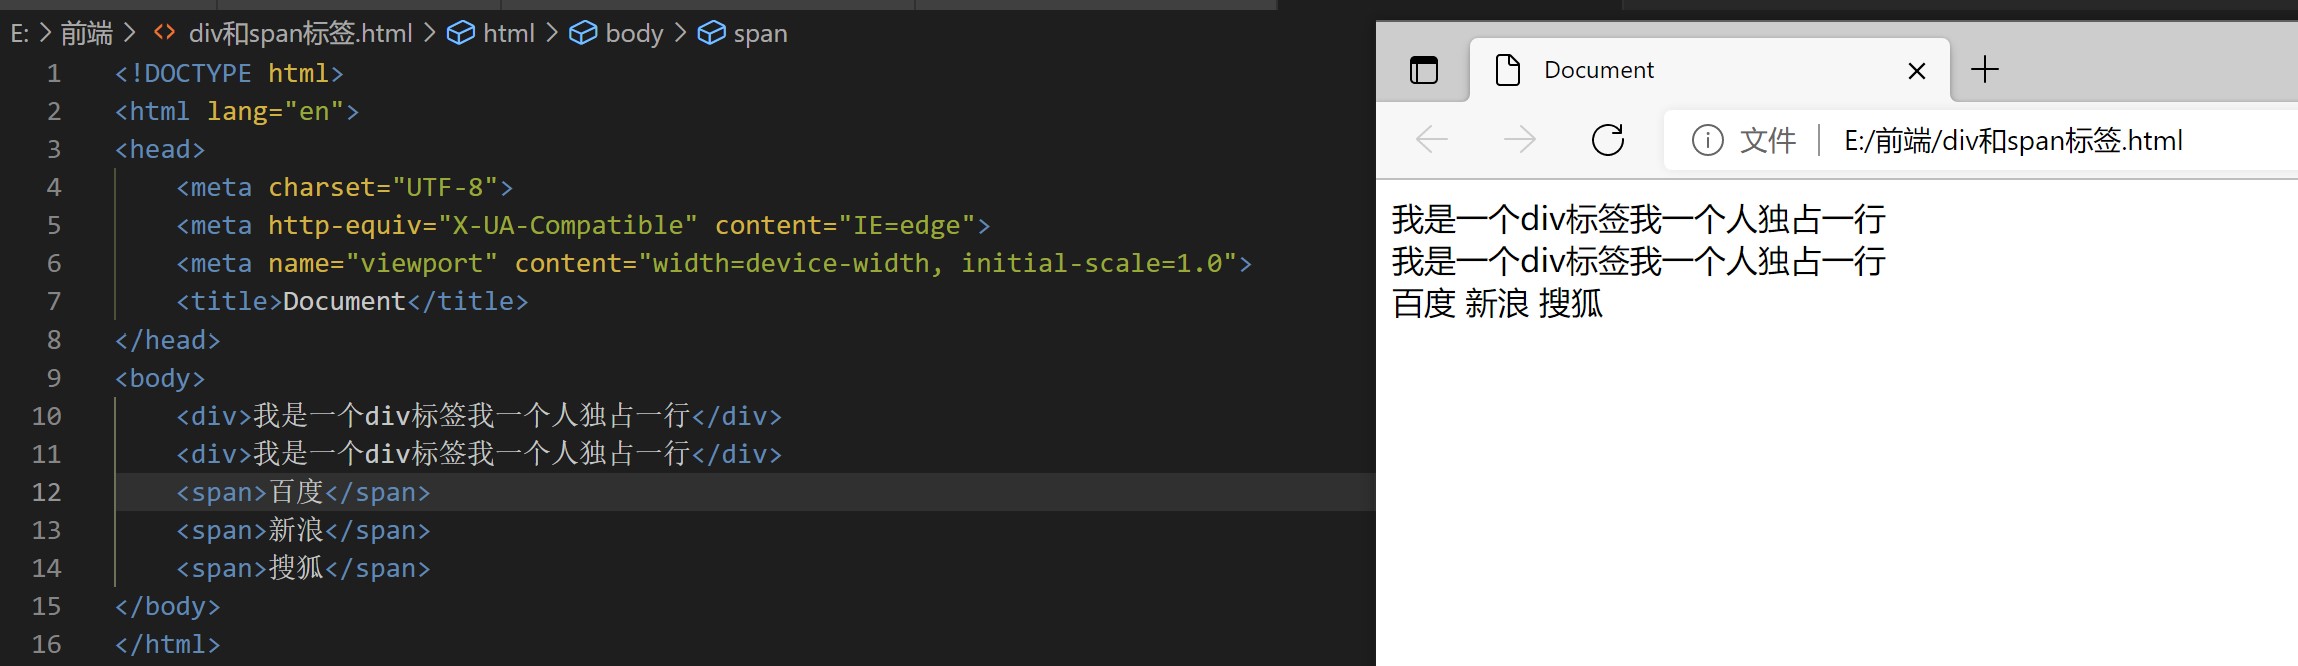 E: > 前端 > <> div和span标签.html > html > body > span
1 <!DOCTYPE html>
2 <html lang="en">
3 <head>
4     <meta charset="UTF-8">
5     <meta http-equiv="X-UA-Compatible" content="IE=edge">
6     <meta name="viewport" content="width=device-width, initial-scale=1.0">
7     <title>Document</title>
8 </head>
9 <body>
10     <div>我是一个div标签我一个人独占一行</div>
11     <div>我是一个div标签我一个人独占一行</div>
12     <span>百度</span>
13     <span>新浪</span>
14     <span>搜狐</span>
15 </body>
16 </html>
Document
文件 | E:/前端/div和span标签.html
我是一个div标签我一个人独占一行
我是一个div标签我一个人独占一行
百度 新浪 搜狐